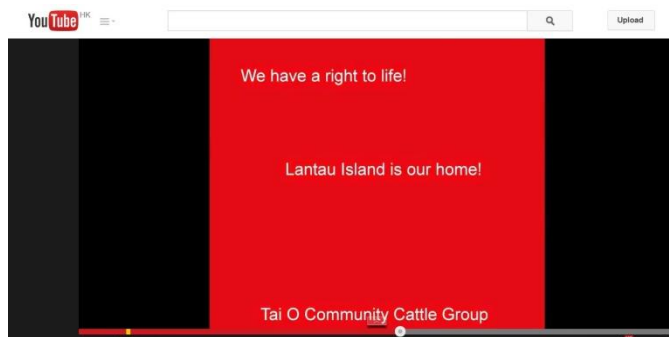 YouTube HK
Upload
We have a right to life!
Lantau Island is our home!
Tai O Community Cattle Group